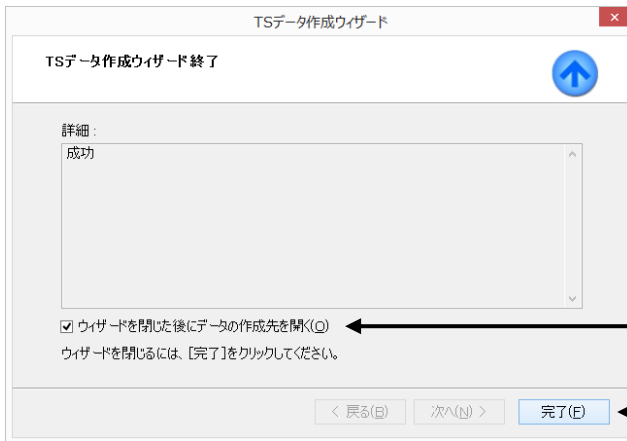 TSデータ作成ウィザード
×
TSデータ作成ウィザード終了
詳細:
成功
ウィザードを閉じた後にデータの作成先を開く(O)
ウィザードを閉じるには、[完了]をクリックしてください。
< 戻る(B) 次へ(N) > 完了(F)